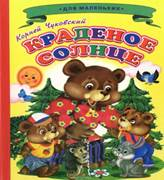 •ДЛЯ МАЛЕНЬКИХ•
Корней Чуковский
КРАДЕНОЕ
СОЛНЦЕ